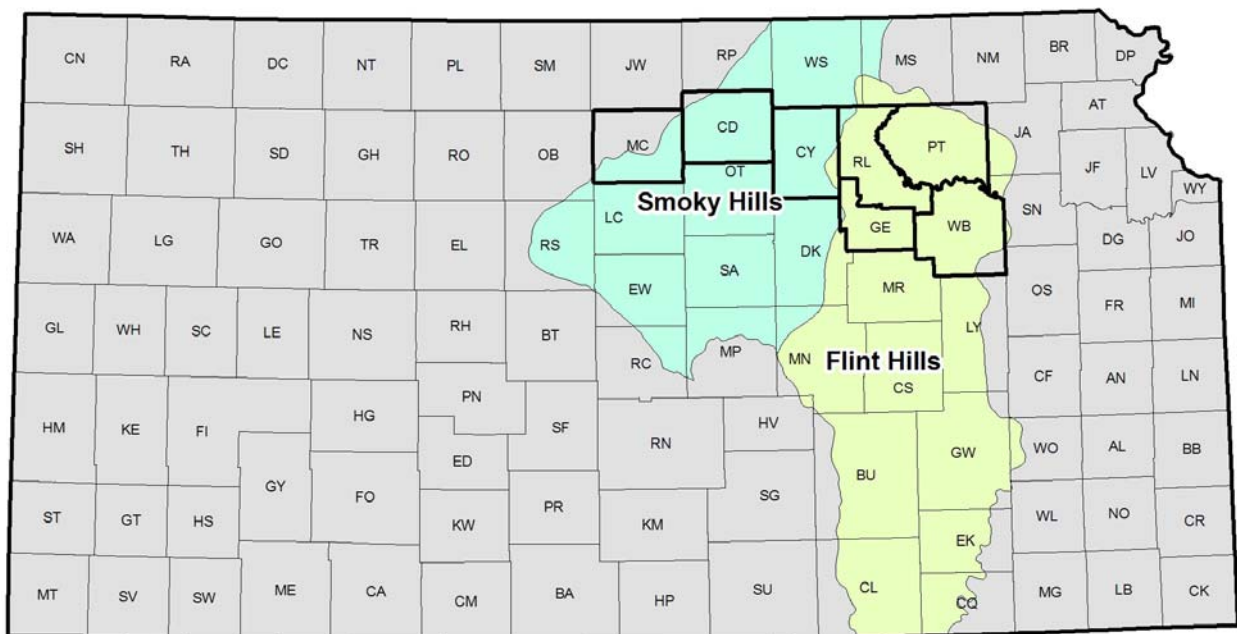 CN RA DC NT PL SM JW RP WS MS NM BR DP
SH TH SD GH RO OB MC CD CY RL PT JA AT
OT JF LV WY
Smoky Hills
WA LG GO TR EL RS LC SA DK GE WB SN DG JO
EW MR OS FR MI
GL WH SC LE NS RH BT RC MP MN LY
Flint Hills
CS CF AN LN
HM KE FI HG PN SF RN HV
ED GW WO AL BB
GY FO BU
ST GT HS KW PR KM SG WL NO CR
EK
MT SV SW ME CA CM BA HP SU CL CQ MG LB CK